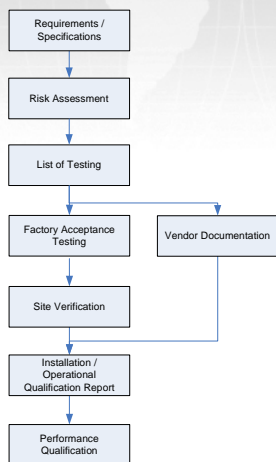 Requirements /
Specifications
Risk Assessment
List of Testing
Factory Acceptance
Testing
Vendor Documentation
Site Verification
Installation /
Operational
Qualification Report
Performance
Qualification